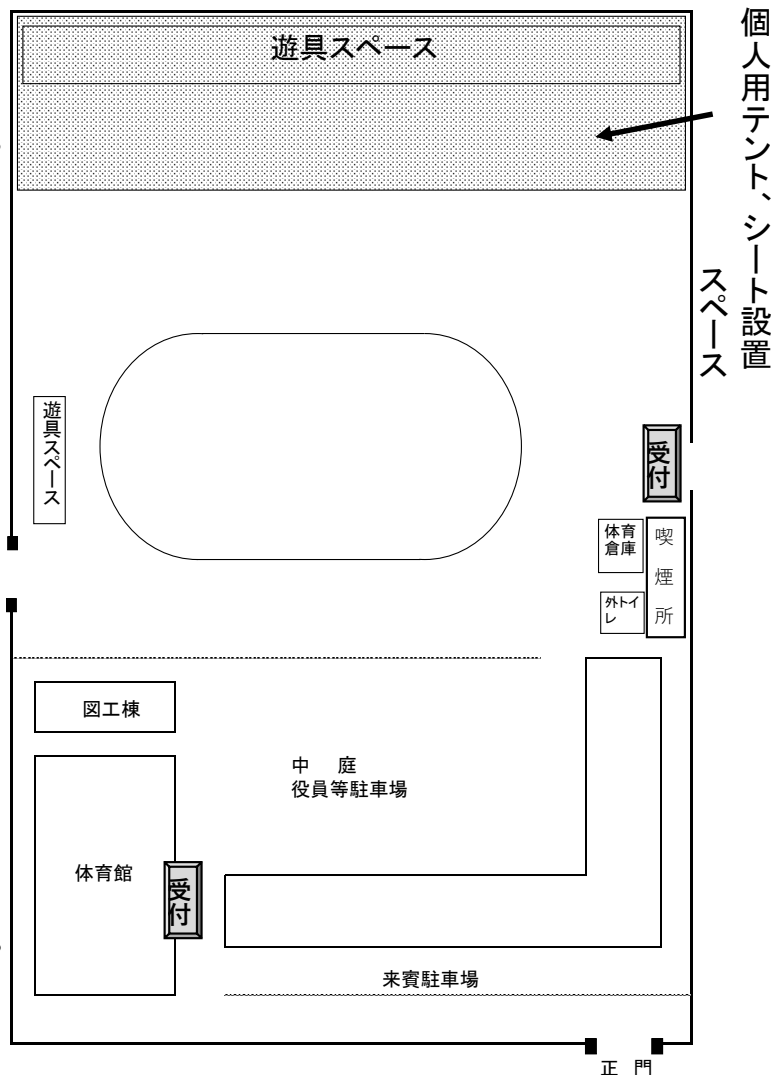 個人用テント、シート設置
スペース
遊具スペース
遊具スペース
受付
体育
倉庫
喫煙所
外トイ
レ
図工棟
中　庭
役員等駐車場
体育館
受付
来賓駐車場
正　門